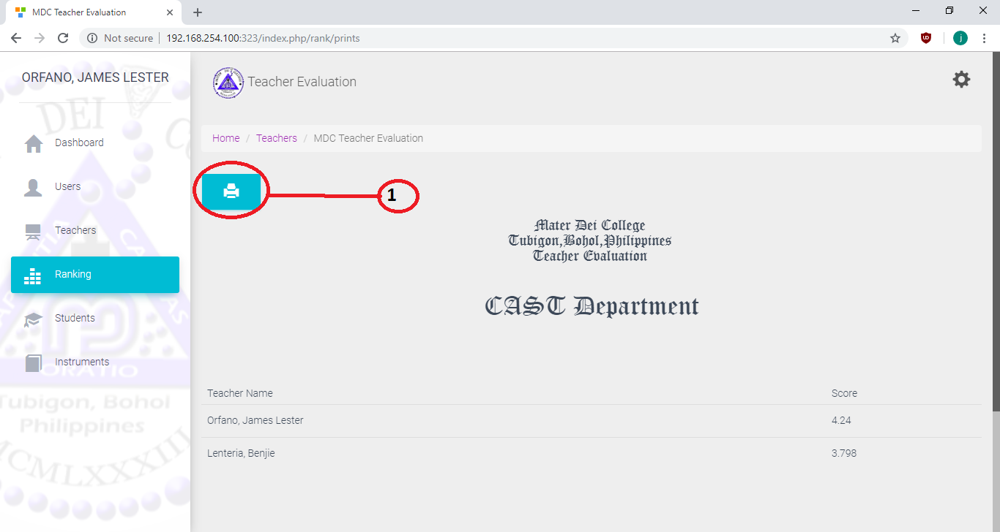 MDC Teacher Evaluation
Not secure
192.168.254.100:323/index.php/rank/prints
j
ORFANO, JAMES LESTER
Dashboard
Users
Teachers
Ranking
Students
Instruments
DEI
ORATIO
Tubigon, Bohol
Philippines
MCMLXXXIII
Teacher Evaluation
Home / Teachers / MDC Teacher Evaluation
1
Mater Dei College
Tubigon,Bohol,Philippines
Teacher Evaluation
CAST Department
Teacher Name Score
Orfano, James Lester 4.24
Lenteria, Benjie 3.798